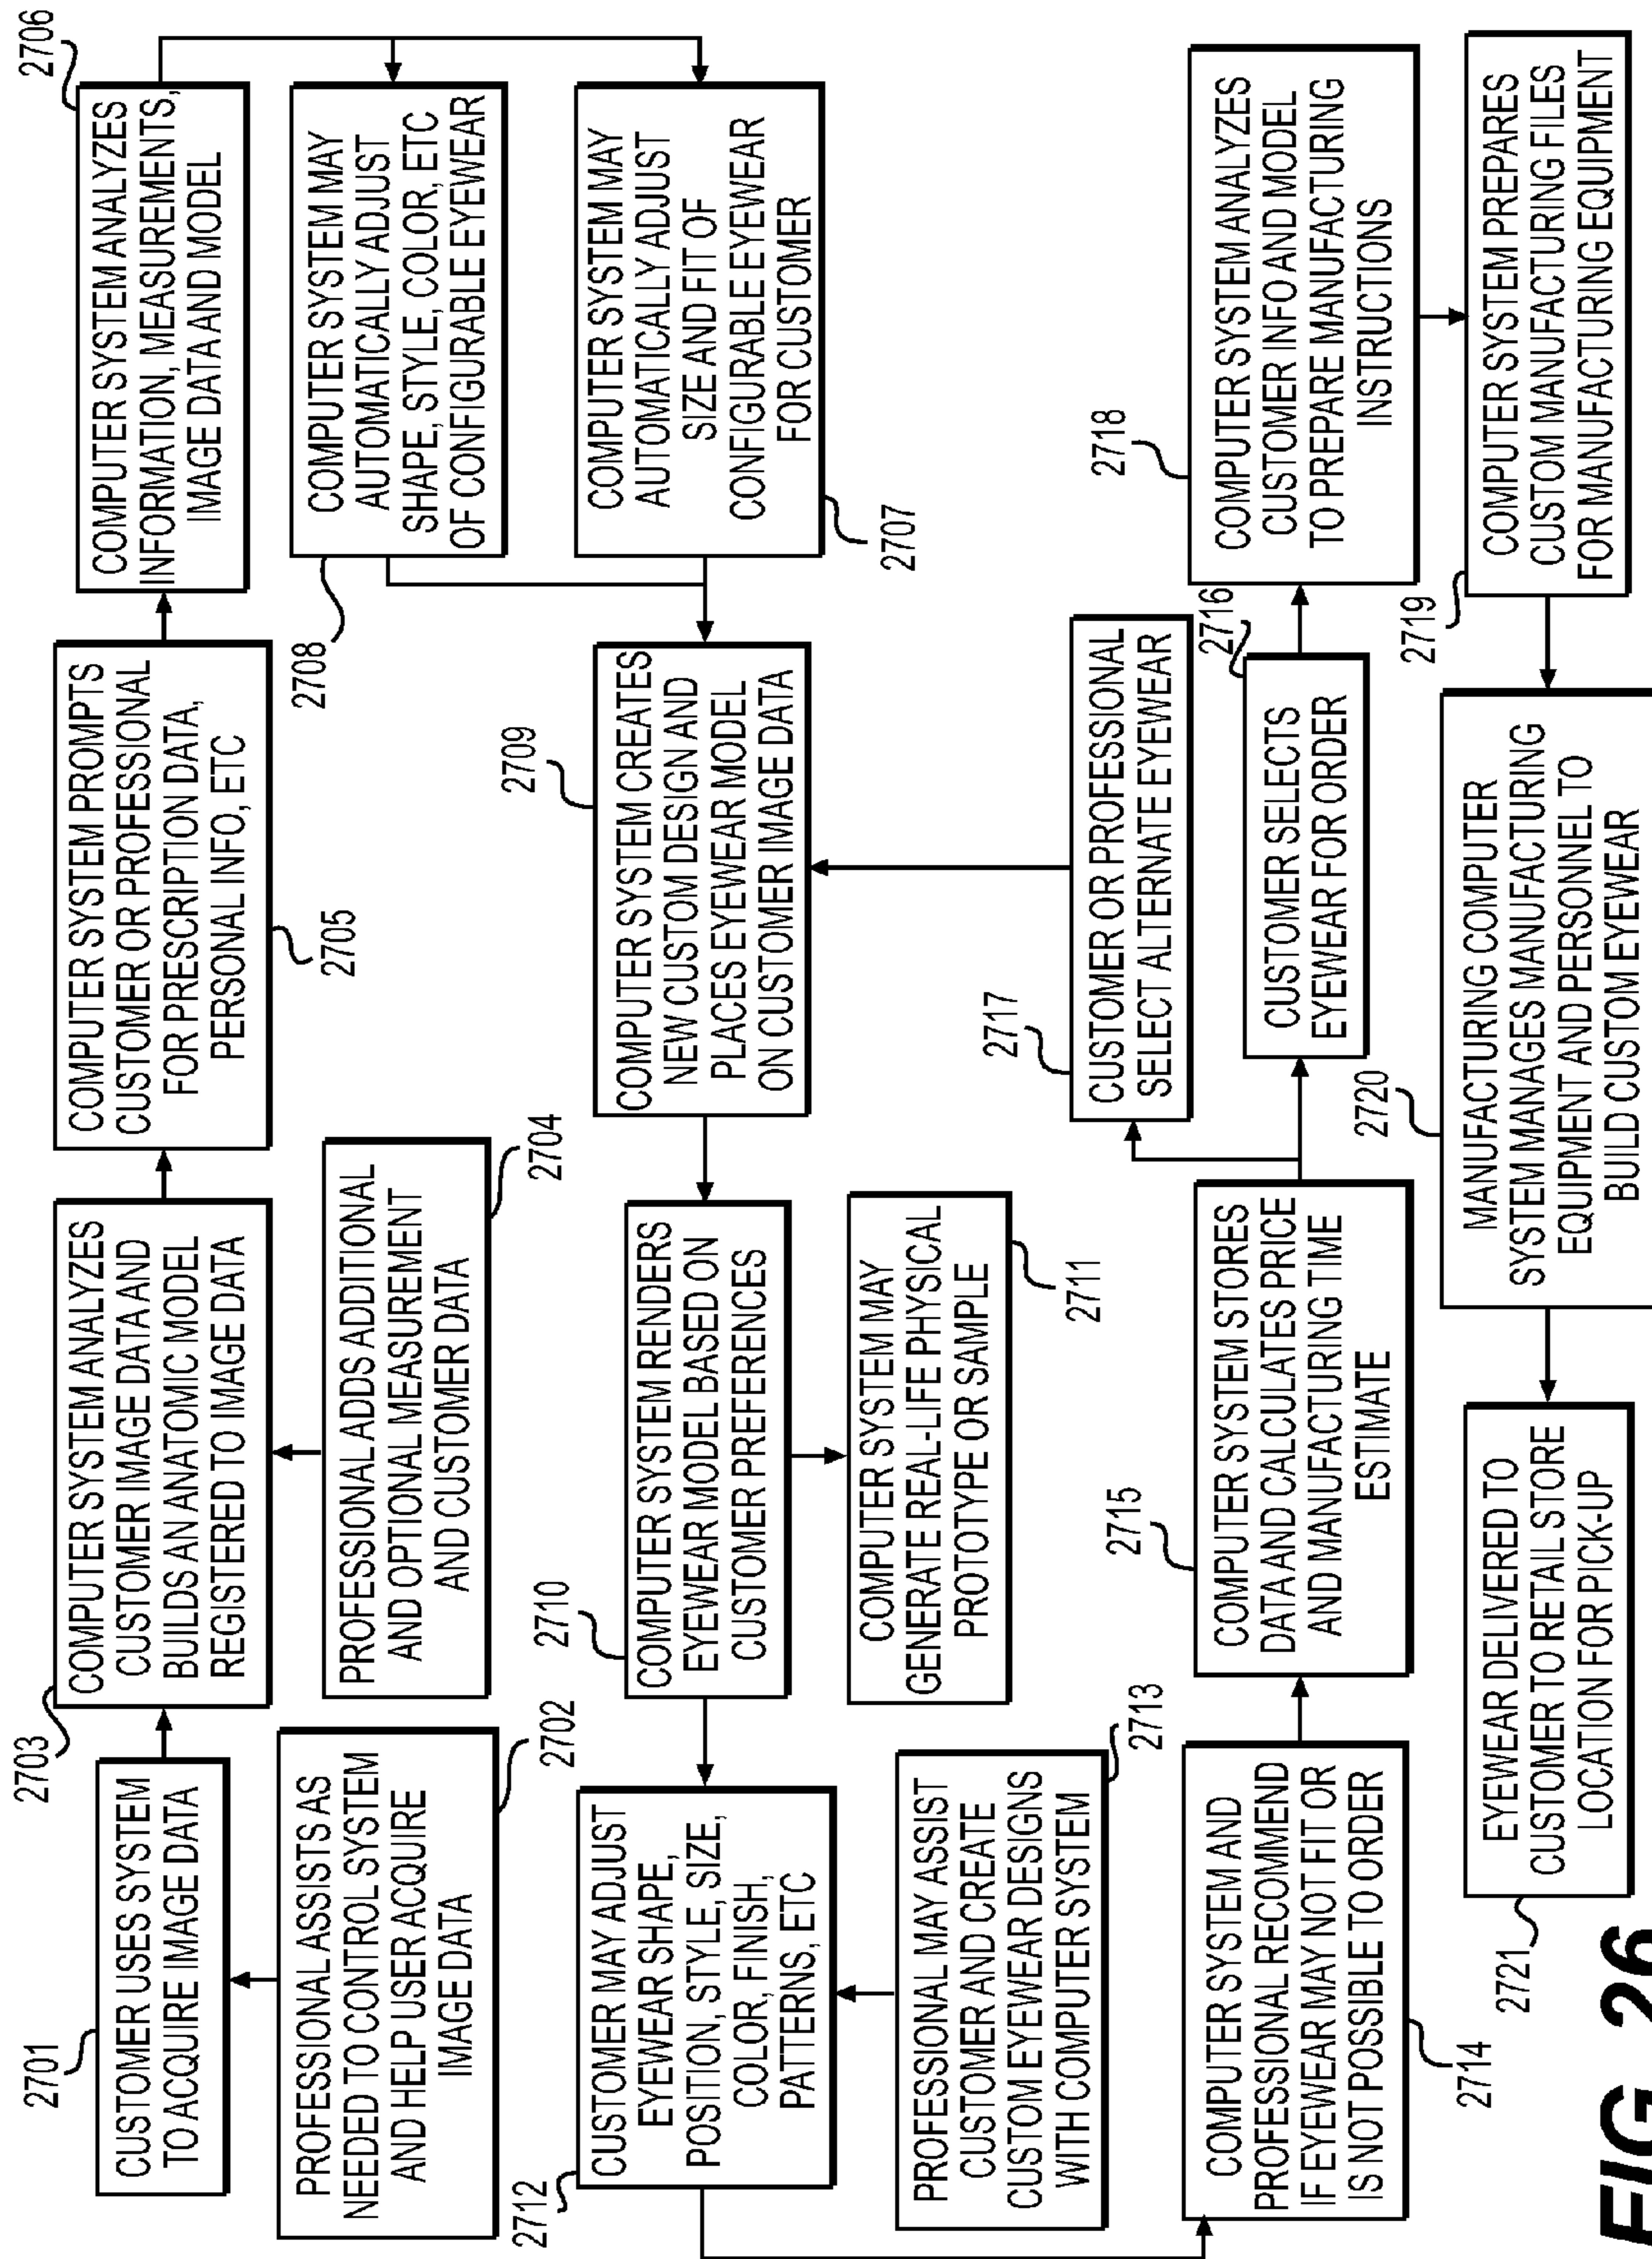 2701
CUSTOMER USES SYSTEM
TO ACQUIRE IMAGE DATA
PROFESSIONAL ASSISTS AS
NEEDED TO CONTROL SYSTEM
AND HELP USER ACQUIRE
IMAGE DATA
2702
2703
COMPUTER SYSTEM ANALYZES
CUSTOMER IMAGE DATA AND
BUILDS AN ANATOMIC MODEL
REGISTERED TO IMAGE DATA
PROFESSIONAL ADDS ADDITIONAL
AND OPTIONAL MEASUREMENT
AND CUSTOMER DATA
2704
COMPUTER SYSTEM PROMPTS
CUSTOMER OR PROFESSIONAL
FOR PRESCRIPTION DATA,
PERSONAL INFO, ETC
2705
2706
COMPUTER SYSTEM ANALYZES
INFORMATION, MEASUREMENTS,
IMAGE DATA AND MODEL
COMPUTER SYSTEM MAY
AUTOMATICALLY ADJUST
SHAPE, STYLE, COLOR, ETC
OF CONFIGURABLE EYEWEAR
2708
COMPUTER SYSTEM MAY
AUTOMATICALLY ADJUST
SIZE AND FIT OF
CONFIGURABLE EYEWEAR
FOR CUSTOMER
2707
2709
COMPUTER SYSTEM CREATES
NEW CUSTOM DESIGN AND
PLACES EYEWEAR MODEL
ON CUSTOMER IMAGE DATA
2710
COMPUTER SYSTEM RENDERS
EYEWEAR MODEL BASED ON
CUSTOMER PREFERENCES
COMPUTER SYSTEM MAY
GENERATE REAL-LIFE PHYSICAL
PROTOTYPE OR SAMPLE
2711
2712
CUSTOMER MAY ADJUST
EYEWEAR SHAPE,
POSITION, STYLE, SIZE,
COLOR, FINISH,
PATTERNS, ETC
PROFESSIONAL MAY ASSIST
CUSTOMER AND CREATE
CUSTOM EYEWEAR DESIGNS
WITH COMPUTER SYSTEM
2713
COMPUTER SYSTEM AND
PROFESSIONAL RECOMMEND
IF EYEWEAR MAY NOT FIT OR
IS NOT POSSIBLE TO ORDER
2714
2715
COMPUTER SYSTEM STORES
DATA AND CALCULATES PRICE
AND MANUFACTURING TIME
ESTIMATE
2717
CUSTOMER OR PROFESSIONAL
SELECT ALTERNATE EYEWEAR
2716
CUSTOMER SELECTS
EYEWEAR FOR ORDER
2718
COMPUTER SYSTEM ANALYZES
CUSTOMER INFO AND MODEL
TO PREPARE MANUFACTURING
INSTRUCTIONS
2719
COMPUTER SYSTEM PREPARES
CUSTOM MANUFACTURING FILES
FOR MANUFACTURING EQUIPMENT
2720
MANUFACTURING COMPUTER
SYSTEM MANAGES MANUFACTURING
EQUIPMENT AND PERSONNEL TO
BUILD CUSTOM EYEWEAR
2721
EYEWEAR DELIVERED TO
CUSTOMER TO RETAIL STORE
LOCATION FOR PICK-UP
FIG 26